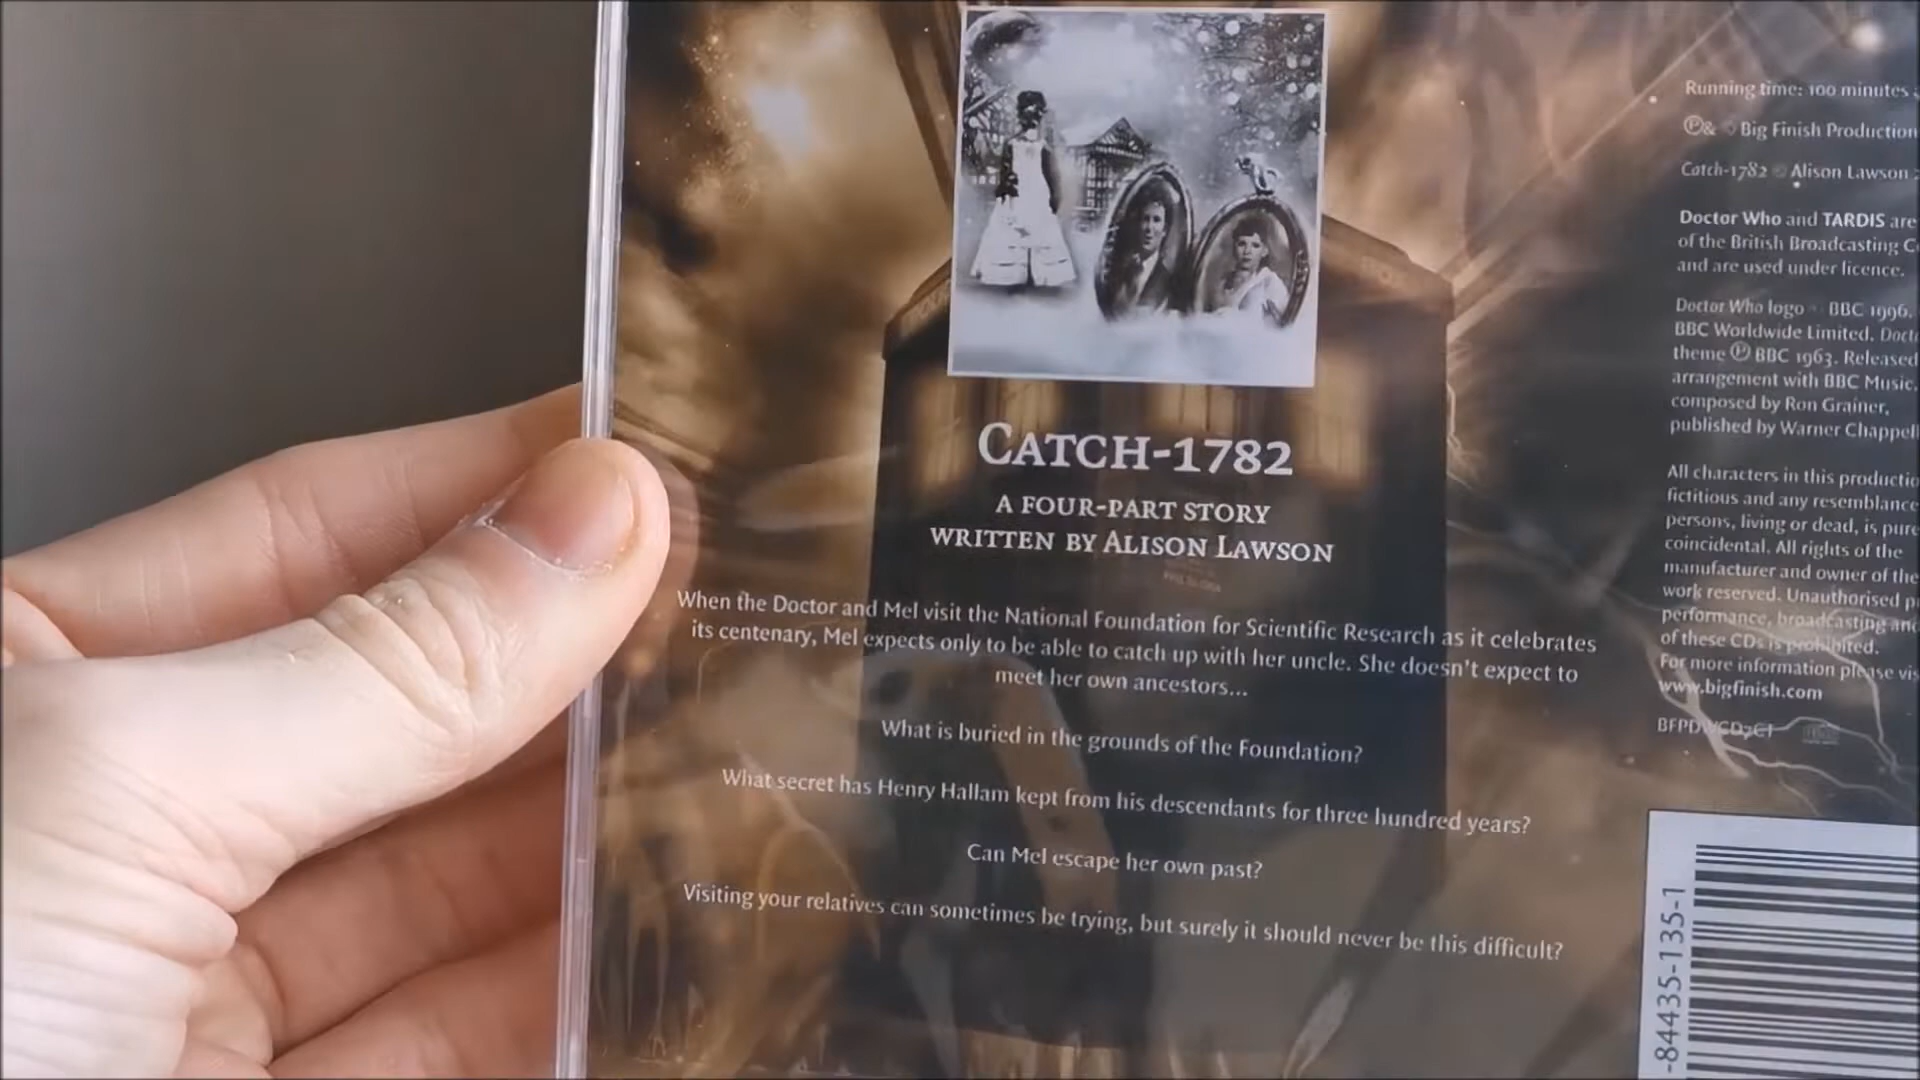 CATCH-1782
A FOUR-PART STORY
WRITTEN BY ALISON LAWSON
When the Doctor and Mel visit the National Foundation for Scientific Research as it celebrates
its centenary, Mel expects only to be able to catch up with her uncle. She doesn't expect to
meet her own ancestors...
What is buried in the grounds of the Foundation?
What secret has Henry Hallam kept from his descendants for three hundred years?
Can Mel escape her own past?
Visiting your relatives can sometimes be trying, but surely it should never be this difficult?
Running time: 100 minutes
℗& © Big Finish Production
Catch-1782 © Alison Lawson
Doctor Who and TARDIS are
of the British Broadcasting
and are used under licence.
Doctor Who logo © BBC 1996.
BBC Worldwide Limited. Doct
theme ℗ BBC 1963. Released
arrangement with BBC Music,
composed by Ron Grainer,
published by Warner Chappell
All characters in this productio
fictitious and any resemblance
persons, living or dead, is pure
coincidental. All rights of the
manufacturer and owner of the
work reserved. Unauthorised
performance, broadcasting and
of these CDs is prohibited.
For more information please vis
www.bigfinish.com
-84435-135-1